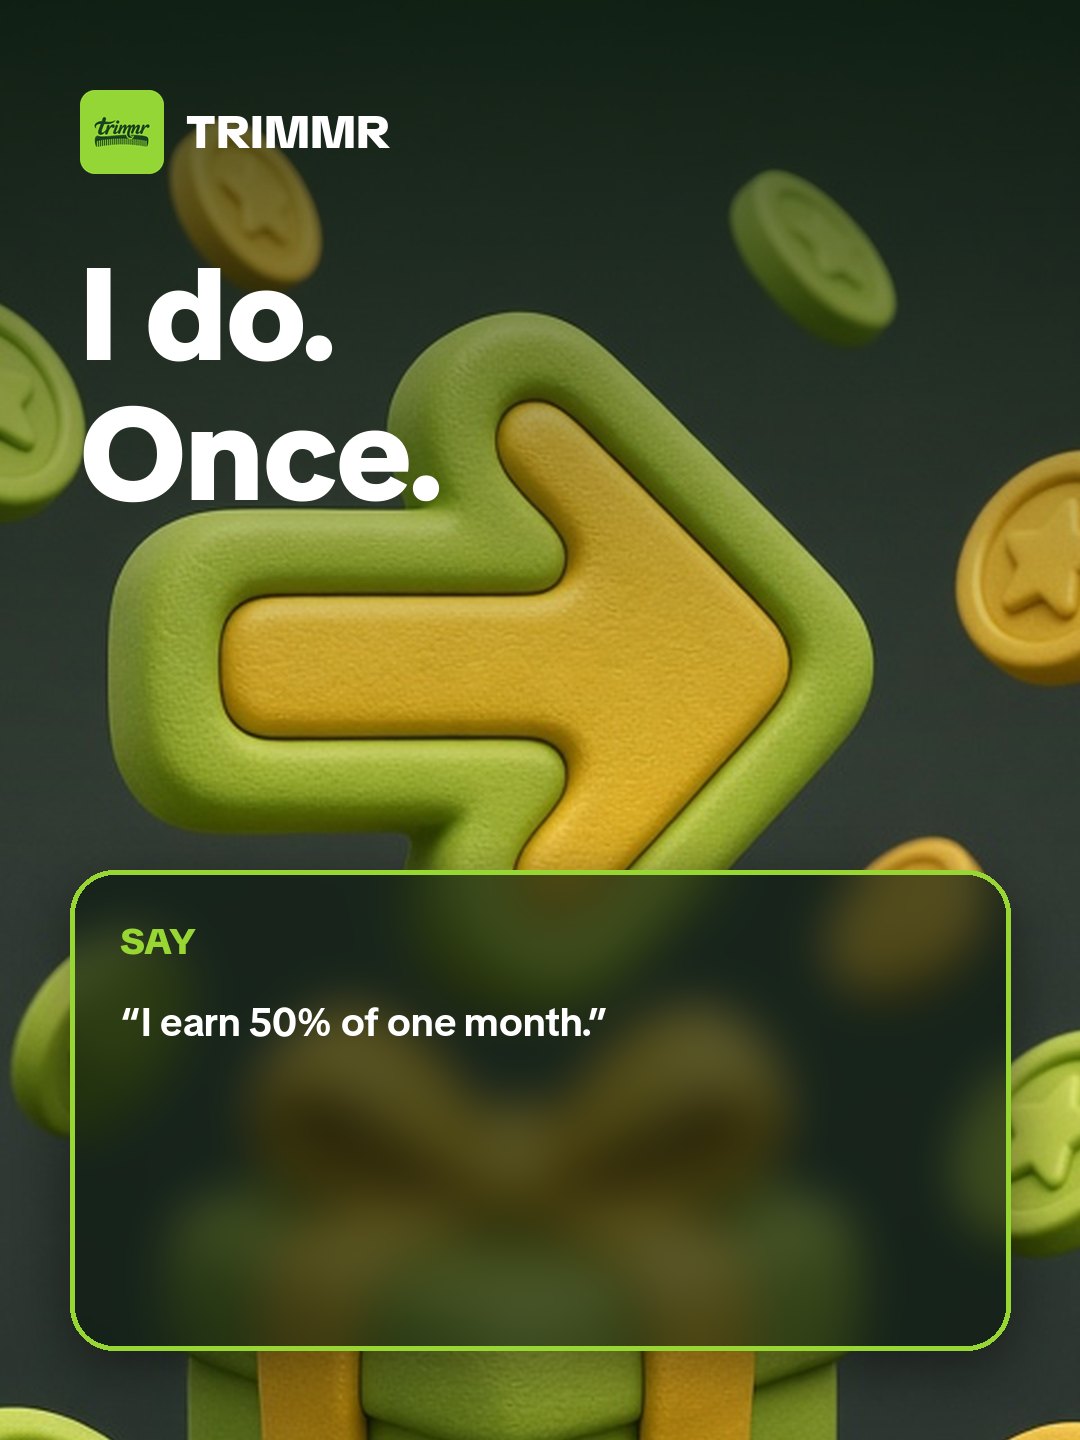 trimmr
TRIMMR
I do.
Once.
SAY
“I earn 50% of one month.”